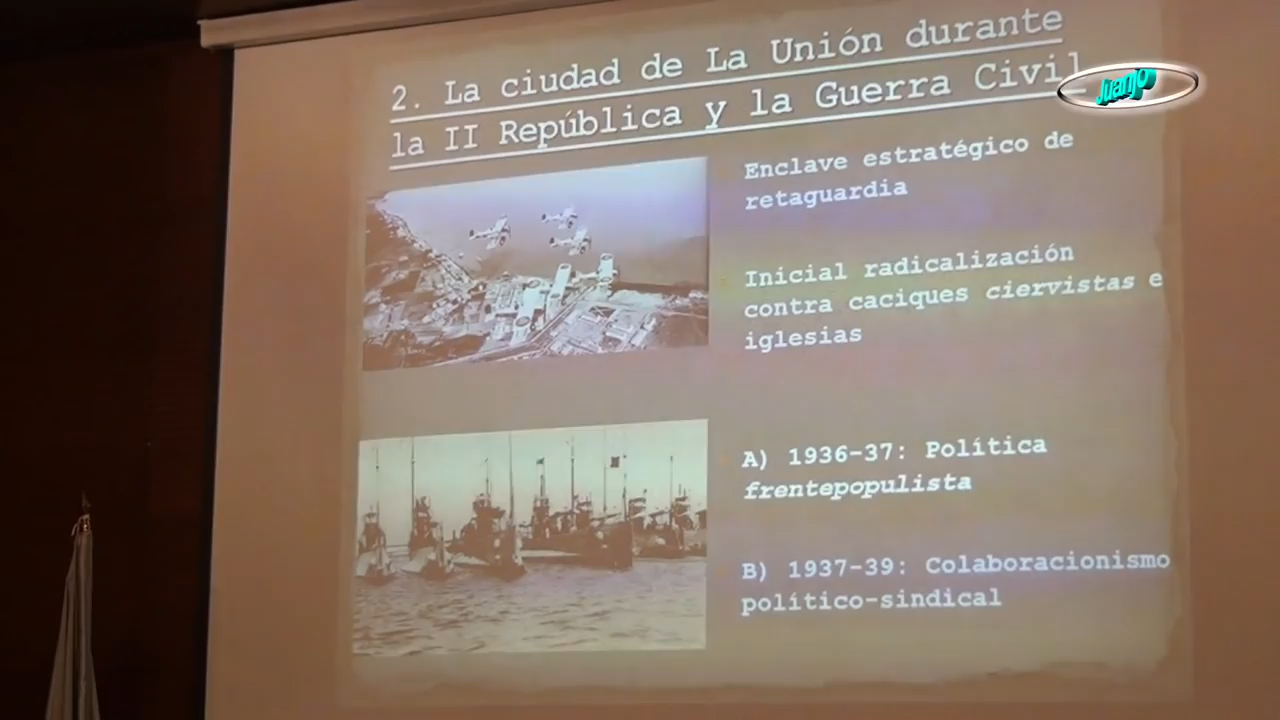 2. La ciudad de La Unión durante
la II República y la Guerra Civil
Juanjo
Enclave estratégico de
retaguardia
Inicial radicalización
contra caciques ciervistas e
iglesias
A) 1936-37: Política
frentepopulista
B) 1937-39: Colaboracionismo
político-sindical